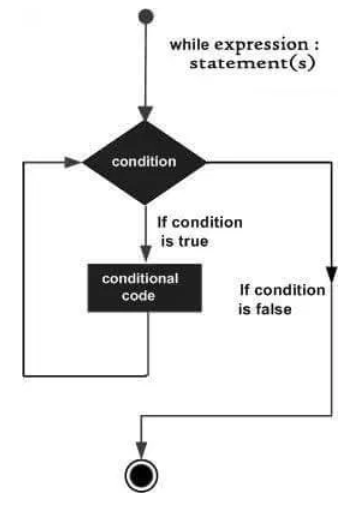 while expression :
statement(s)
condition
If condition
is true
conditional
code
If condition
is false